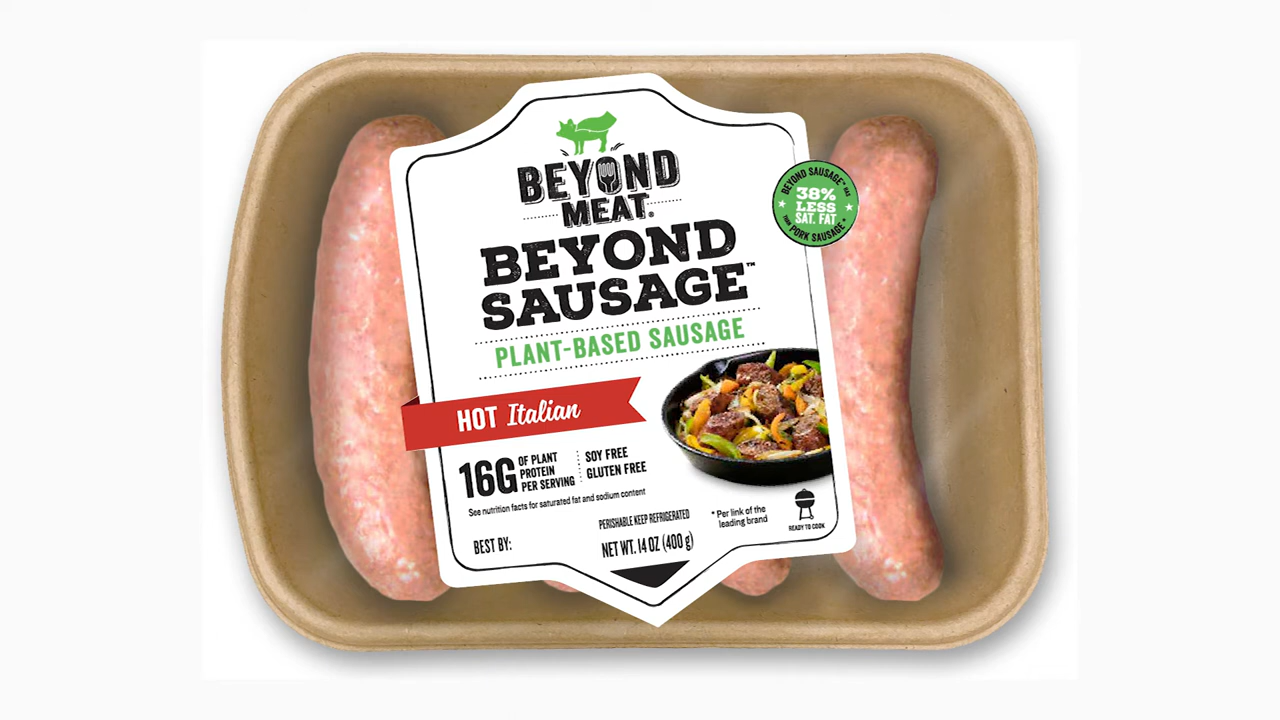 BEYOND
MEAT®
BEYOND
SAUSAGE™
PLANT-BASED SAUSAGE
HOT Italian
16G OF PLANT PROTEIN PER SERVING
SOY FREE
GLUTEN FREE
See nutrition facts for saturated fat and sodium content
PERISHABLE KEEP REFRIGERATED
BEST BY:
NET WT. 14 OZ (400 g)
* Per link of the
leading brand
READY TO COOK
BEYOND SAUSAGE* HAS
38%
LESS
SAT. FAT
THAN PORK SAUSAGE*